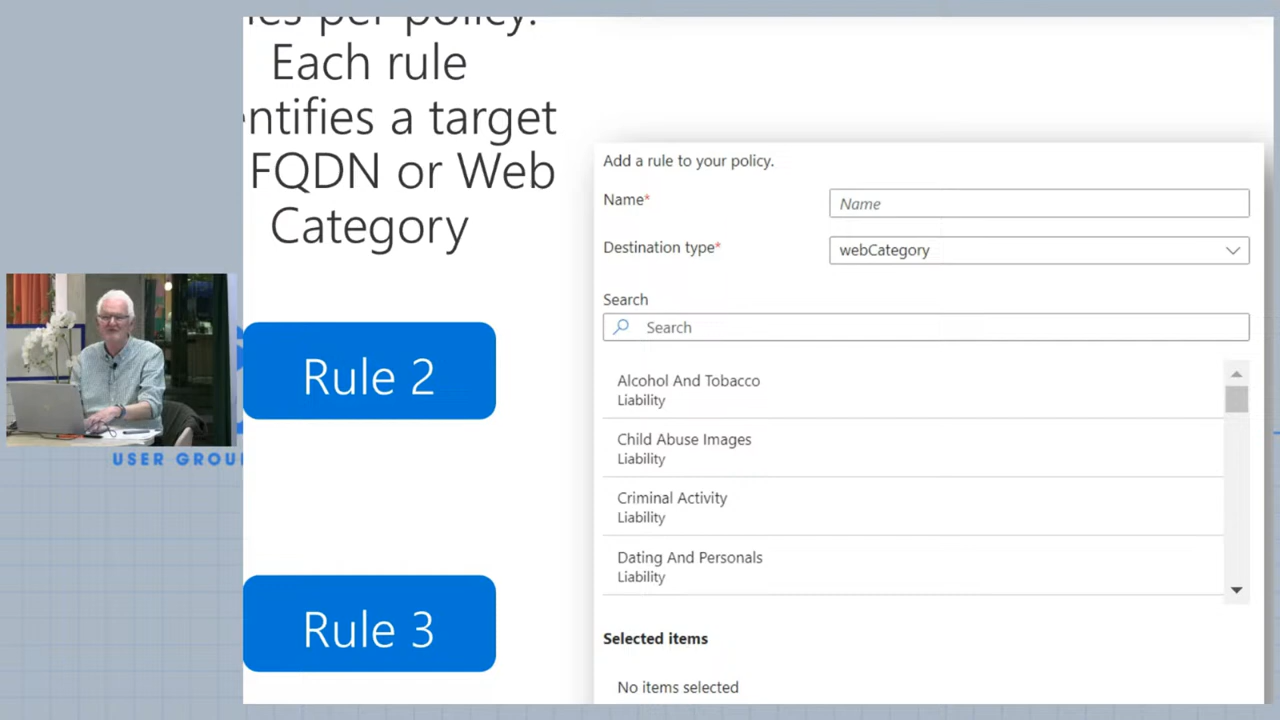 per policy.
Each rule
a target
FQDN or Web
Category
Rule 2
Rule 3
Add a rule to your policy.
Name*
Name
Destination type*
webCategory
Search
Search
Alcohol And Tobacco
Liability
Child Abuse Images
Liability
Criminal Activity
Liability
Dating And Personals
Liability
Selected items
No items selected
USER GROU